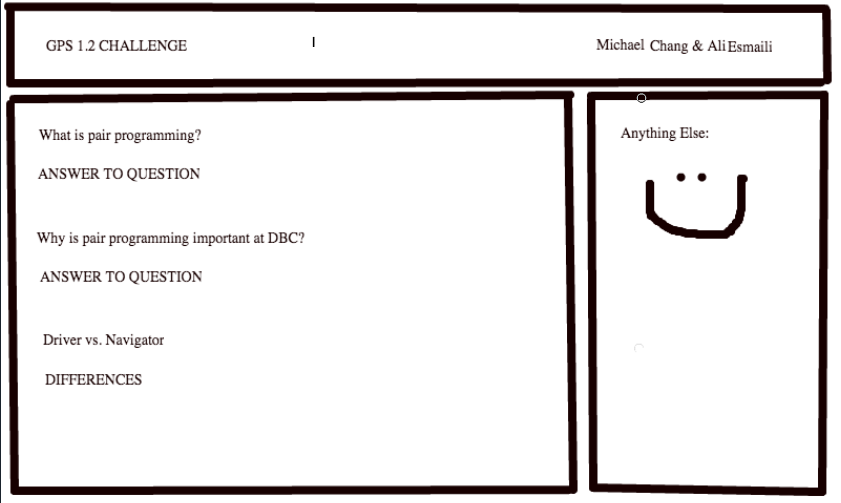 GPS 1.2 CHALLENGE
Michael Chang & Ali Esmaili
What is pair programming?
ANSWER TO QUESTION
Why is pair programming important at DBC?
ANSWER TO QUESTION
Driver vs. Navigator
DIFFERENCES
Anything Else: